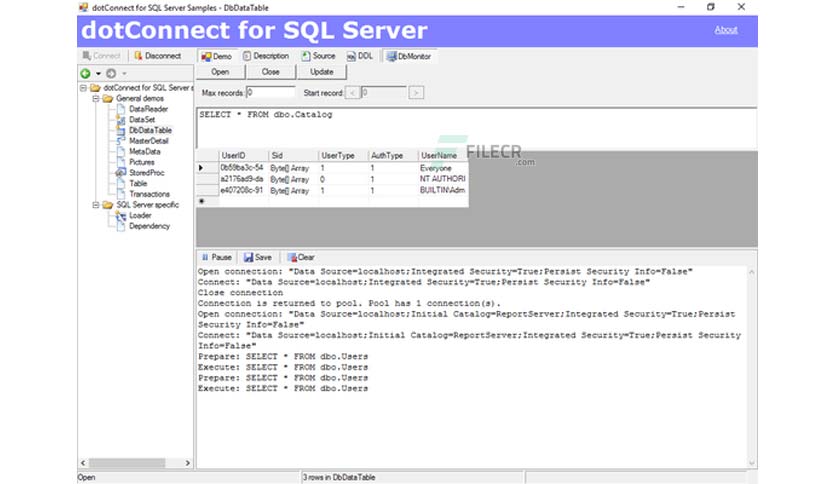 dotConnect for SQL Server Samples - DbDataTable
dotConnect for SQL Server
About
Connect Disconnect Demo Description Source DDL DbMonitor
Open Close Update
Max records: 0 Start record: < 0 >
dotConnect for SQL Server s
General demos
DataReader
DataSet
DbDataTable
MasterDetail
MetaData
Pictures
StoredProc
Table
Transactions
SQL Server specific
Loader
Dependency
SELECT * FROM dbo.Catalog
FILECR
.com
UserID Sid UserType AuthType UserName
0b59ba3c-54 Byte[] Array 1 1 Everyone
a2176ad9-da Byte[] Array 0 1 NT AUTHORI
e407208c-91 Byte[] Array 1 1 BUILTIN\Adm
Pause Save Clear
Open connection: "Data Source=localhost;Integrated Security=True;Persist Security Info=False"
Connect: "Data Source=localhost;Integrated Security=True;Persist Security Info=False"
Close connection
Connection is returned to pool. Pool has 1 connection(s).
Open connection: "Data Source=localhost;Initial Catalog=ReportServer;Integrated Security=True;Persist
Security Info=False"
Connect: "Data Source=localhost;Initial Catalog=ReportServer;Integrated Security=True;Persist Security
Info=False"
Prepare: SELECT * FROM dbo.Users
Execute: SELECT * FROM dbo.Users
Prepare: SELECT * FROM dbo.Users
Execute: SELECT * FROM dbo.Users
Open 3 rows in DbDataTable